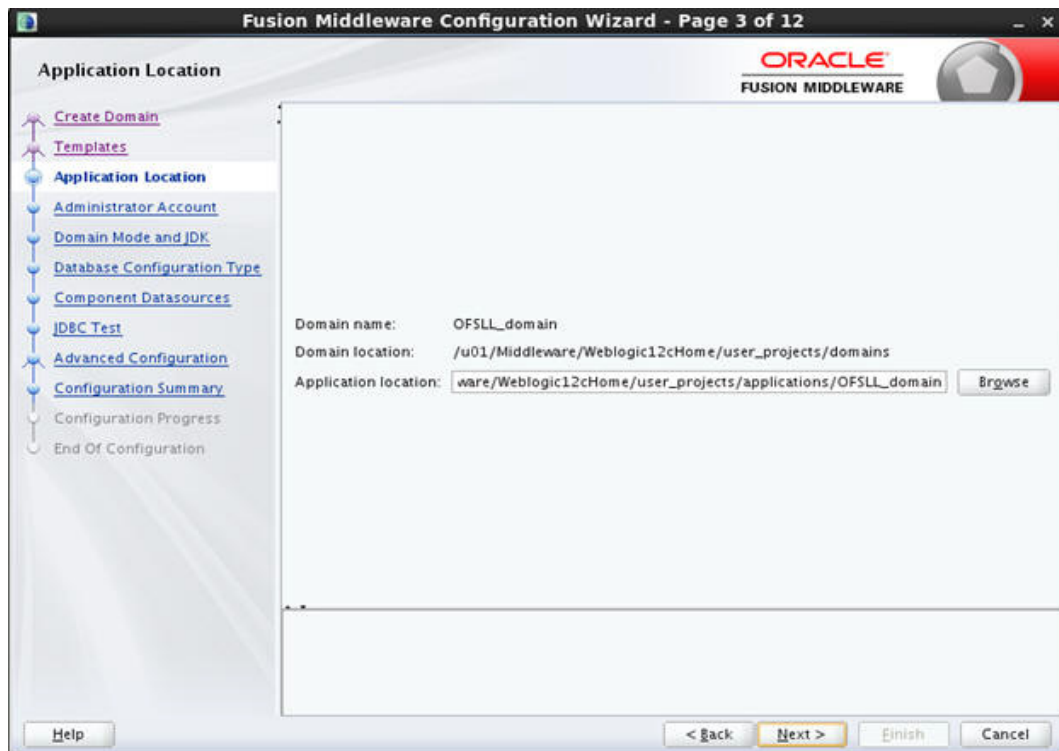 Fusion Middleware Configuration Wizard - Page 3 of 12
Application Location
ORACLE
FUSION MIDDLEWARE
Create Domain
Templates
Application Location
Administrator Account
Domain Mode and JDK
Database Configuration Type
Component Datasources
JDBC Test
Advanced Configuration
Configuration Summary
Configuration Progress
End Of Configuration
Domain name: OFSLL_domain
Domain location: /u01/Middleware/Weblogic12cHome/user_projects/domains
Application location: ware/Weblogic12cHome/user_projects/applications/OFSLL_domain Browse
Help < Back Next > Finish Cancel